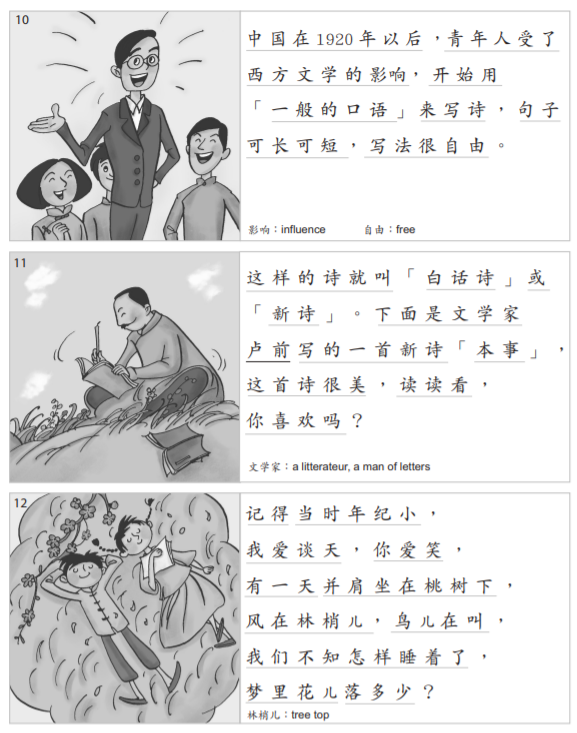 10
中国在1920年以后，青年人受了
西方文学的影响，开始用
「一般的口语」来写诗，句子
可长可短，写法很自由。
影响：influence 自由：free
11
这样的诗就叫「白话诗」或
「新诗」。下面是文学家
卢前写的一首新诗「本事」，
这首诗很美，读读看，
你喜欢吗？
文学家：a litterateur, a man of letters
12
记得当时年纪小，
我爱谈天，你爱笑，
有一天并肩坐在桃树下，
风在林梢儿，鸟儿在叫，
我们不知怎样睡着了，
梦里花儿落多少？
林梢儿：tree top